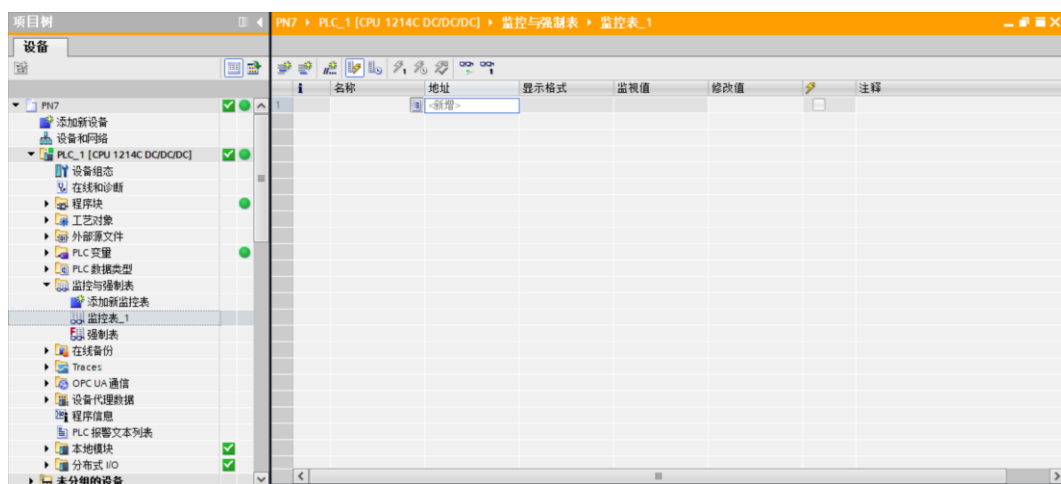 项目树
PN7 ▸ PLC_1 [CPU 1214C DC/DC/DC] ▸ 监控与强制表 ▸ 监控表_1
设备
i 名称 地址 显示格式 监视值 修改值 注释
1 <新增>
PN7
添加新设备
设备和网络
PLC_1 [CPU 1214C DC/DC/DC]
设备组态
在线和诊断
程序块
工艺对象
外部源文件
PLC 变量
PLC 数据类型
监控与强制表
添加新监控表
监控表_1
强制表
在线备份
Traces
OPC UA 通信
设备代理数据
程序信息
PLC 报警文本列表
本地模块
分布式 I/O
未分组的设备